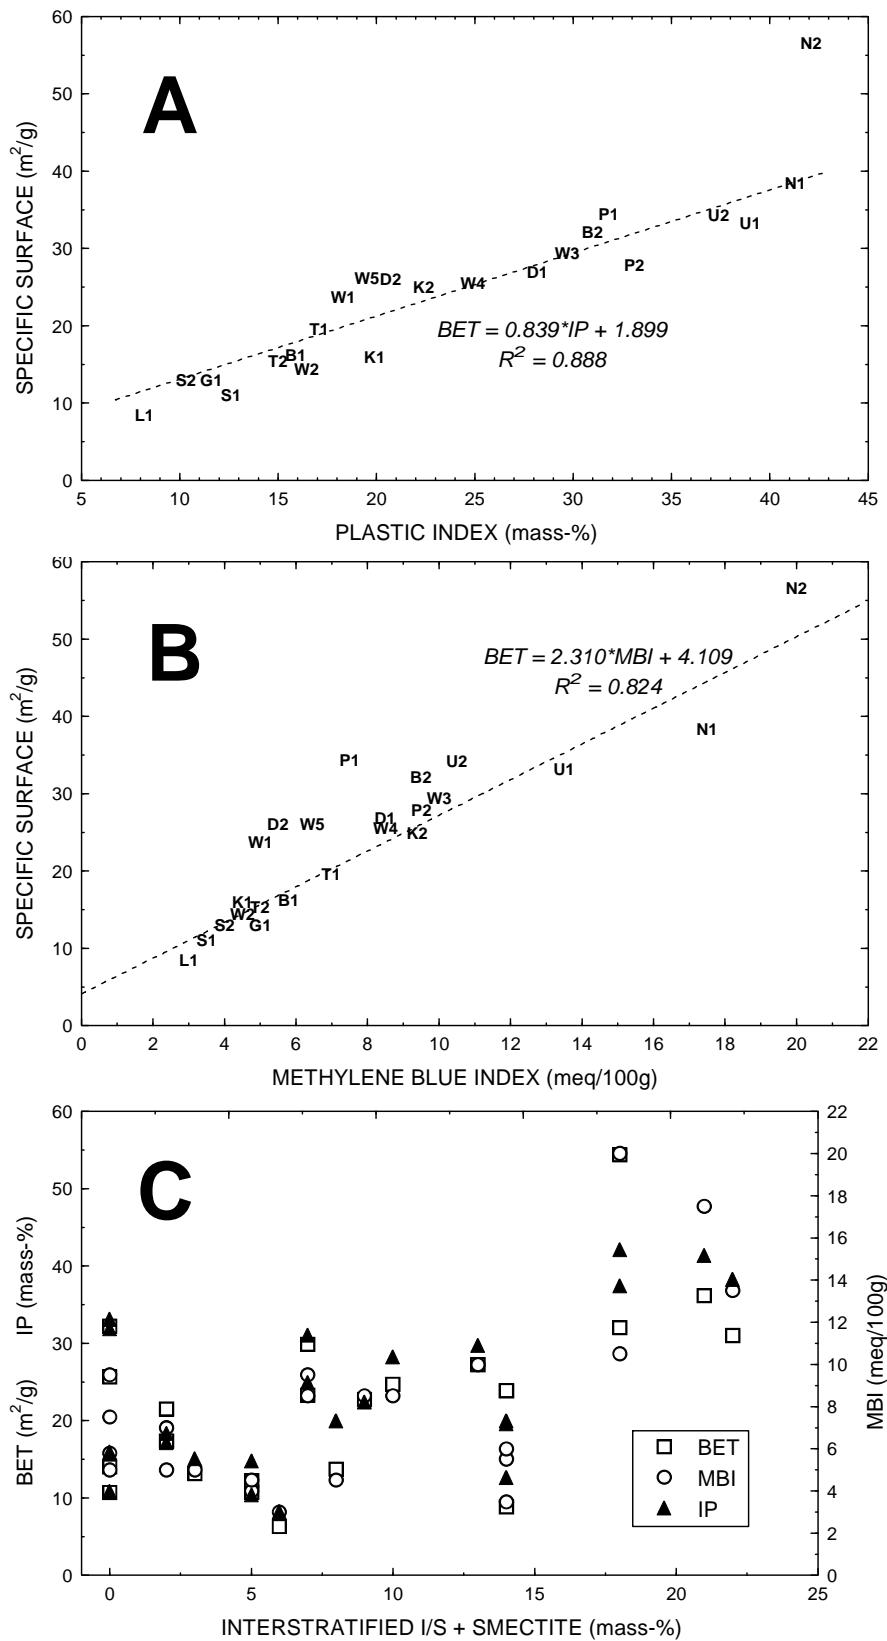 A
SPECIFIC SURFACE (m²/g)
60
50
40
30
20
10
0
N2
N1
P1
U2
U1
B2
W3
P2
D1
W5 D2
K2
W4
W1
T1
B1
T2
W2
K1
S2 G1
S1
L1
BET = 0.839*IP + 1.899
R² = 0.888
5 10 15 20 25 30 35 40 45
PLASTIC INDEX (mass-%)
B
SPECIFIC SURFACE (m²/g)
60
50
40
30
20
10
0
N2
BET = 2.310*MBI + 4.109
R² = 0.824
N1
P1
U2
U1
B2
W3
P2
D1
D2 W5
W4
K2
W1
T1
K1
B1
T2
W2
S2 G1
S1
L1
0 2 4 6 8 10 12 14 16 18 20 22
METHYLENE BLUE INDEX (meq/100g)
C
BET (m²/g) IP (mass-%)
60
50
40
30
20
10
0
22
20
18
16
14
12
10
8
6
4
2
0
MBI (meq/100g)
BET
MBI
IP
0 5 10 15 20 25
INTERSTRATIFIED I/S + SMECTITE (mass-%)